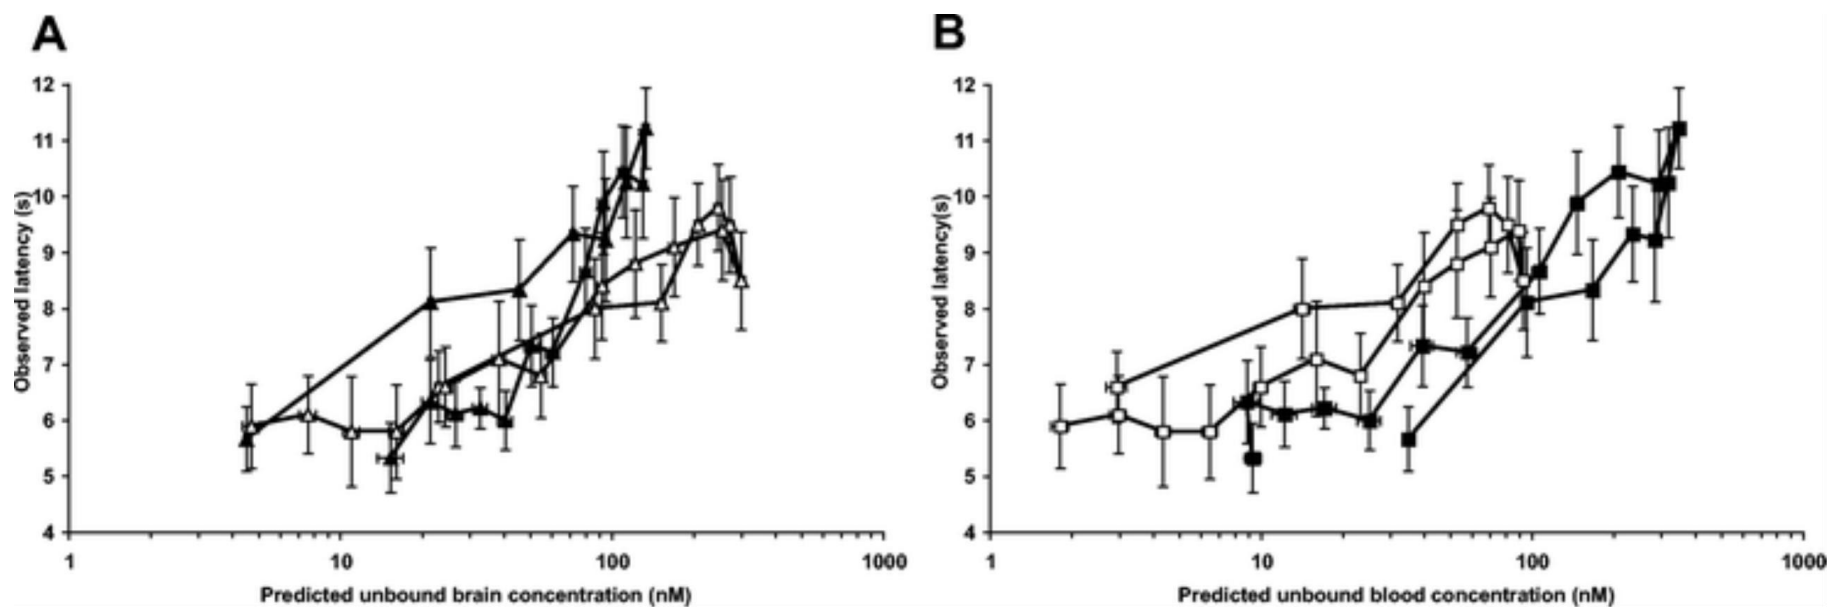 A
12
11
10
9
8
7
6
5
4
Observed latency (s)
1 10 100 1000
Predicted unbound brain concentration (nM)
B
12
11
10
9
8
7
6
5
4
Observed latency(s)
1 10 100 1000
Predicted unbound blood concentration (nM)